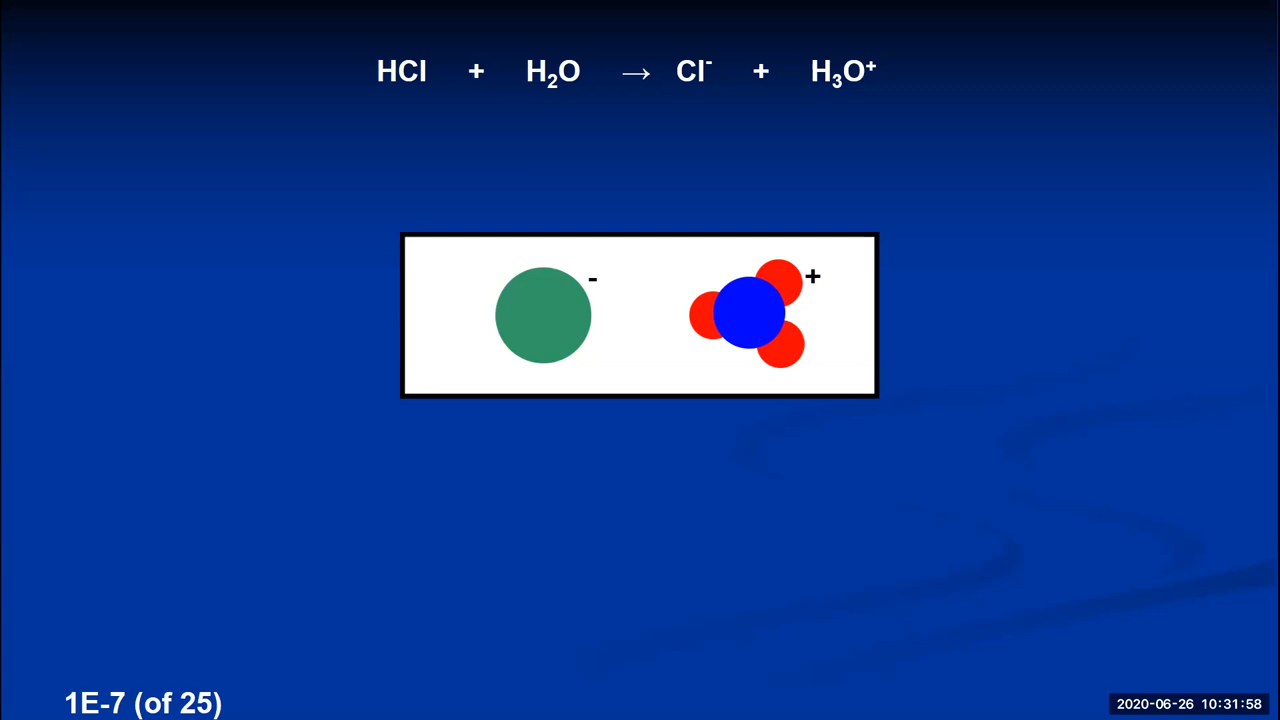 HCl + H₂O → Cl⁻ + H₃O⁺
- +
1E-7 (of 25)
2020-06-26 10:31:58